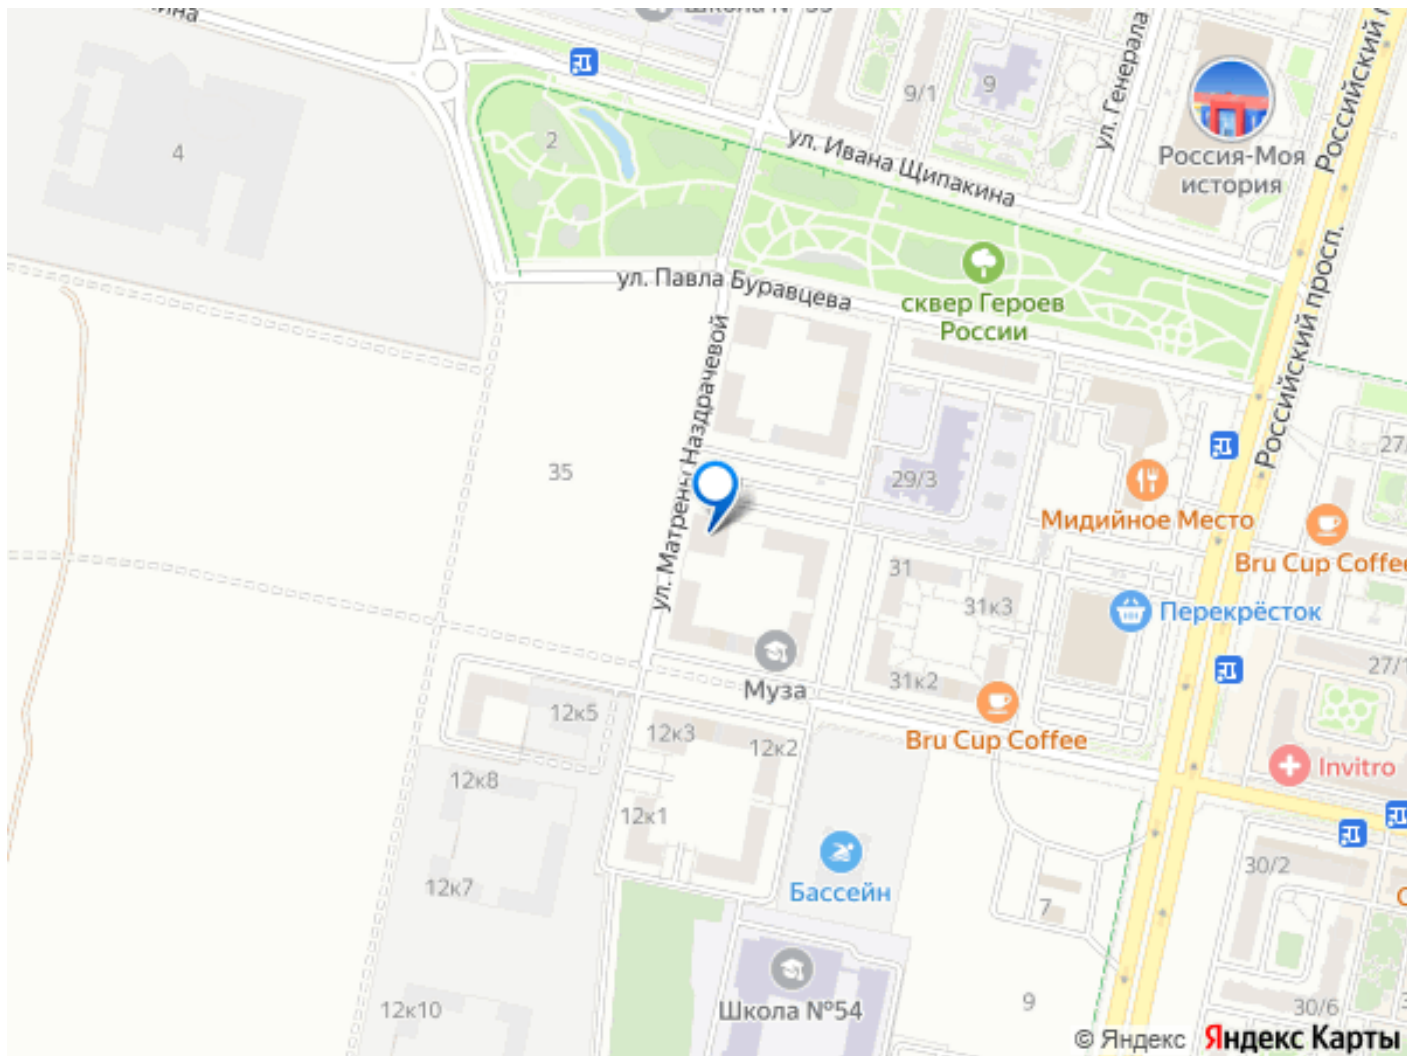 4
2
9/1
9
ул. Генерала
Россия-Моя
история
ул. Ивана Щипакина
Российский просп.
ул. Павла Буравцева
сквер Героев
России
ул. Матрены Наздрачевой
35
29/3
Мидийное Место
Bru Cup Coffee
31
31к3
Перекрёсток
27/1
Муза
31к2
Bru Cup Coffee
12к5
12к3
12к2
Invitro
12к8
12к1
Бассейн
30/2
12к7
7
Школа №54
12к10
9
30/6
© Яндекс Яндекс Карты